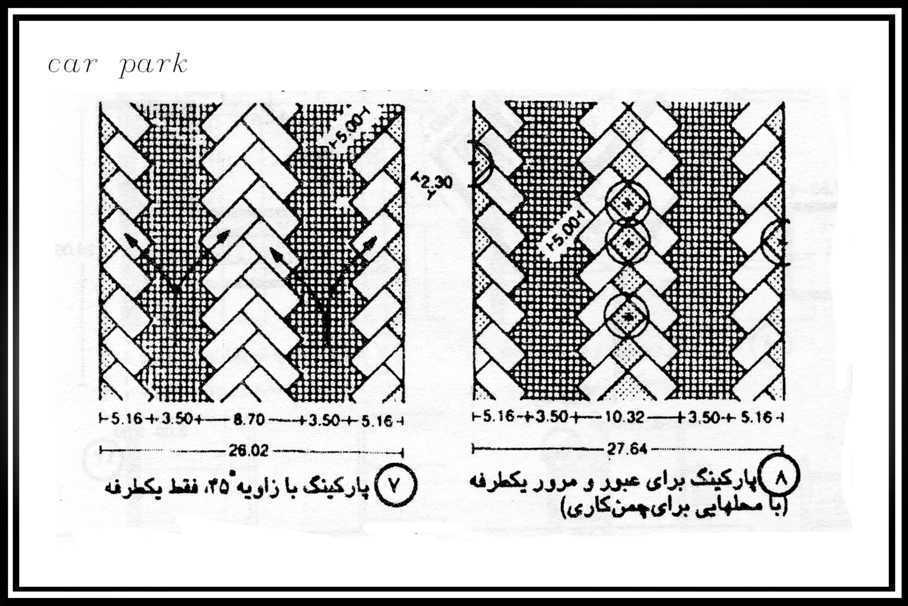 car park
5.00
2.30
5.00
5.16 3.50 8.70 3.50 5.16
26.02
۷ پارکینگ با زاویه ۴۵°، فقط یکطرفه
5.16 3.50 10.32 3.50 5.16
27.64
۸ پارکینگ برای عبور و مرور یکطرفه
(با محلهایی برای چمن‌کاری)